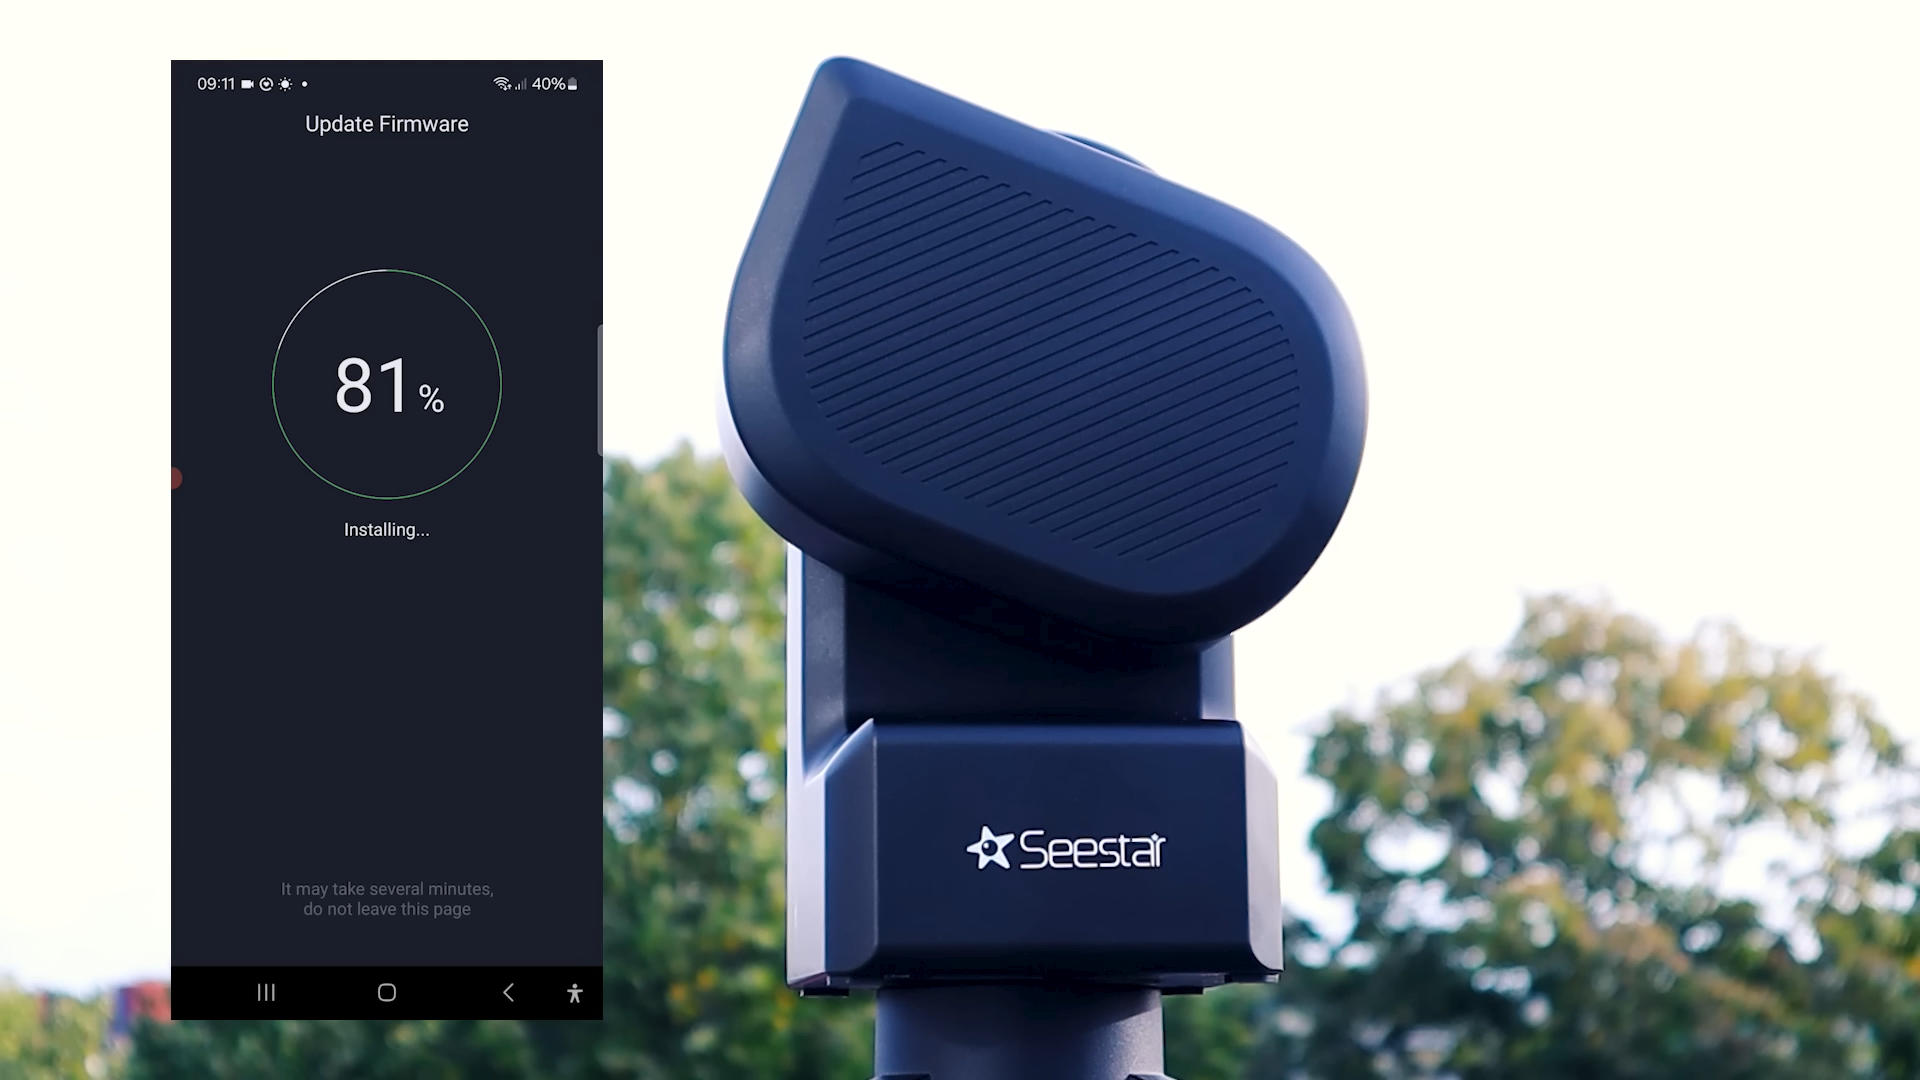 09:11
40%
Update Firmware
81%
Installing...
It may take several minutes,
do not leave this page
Seestar